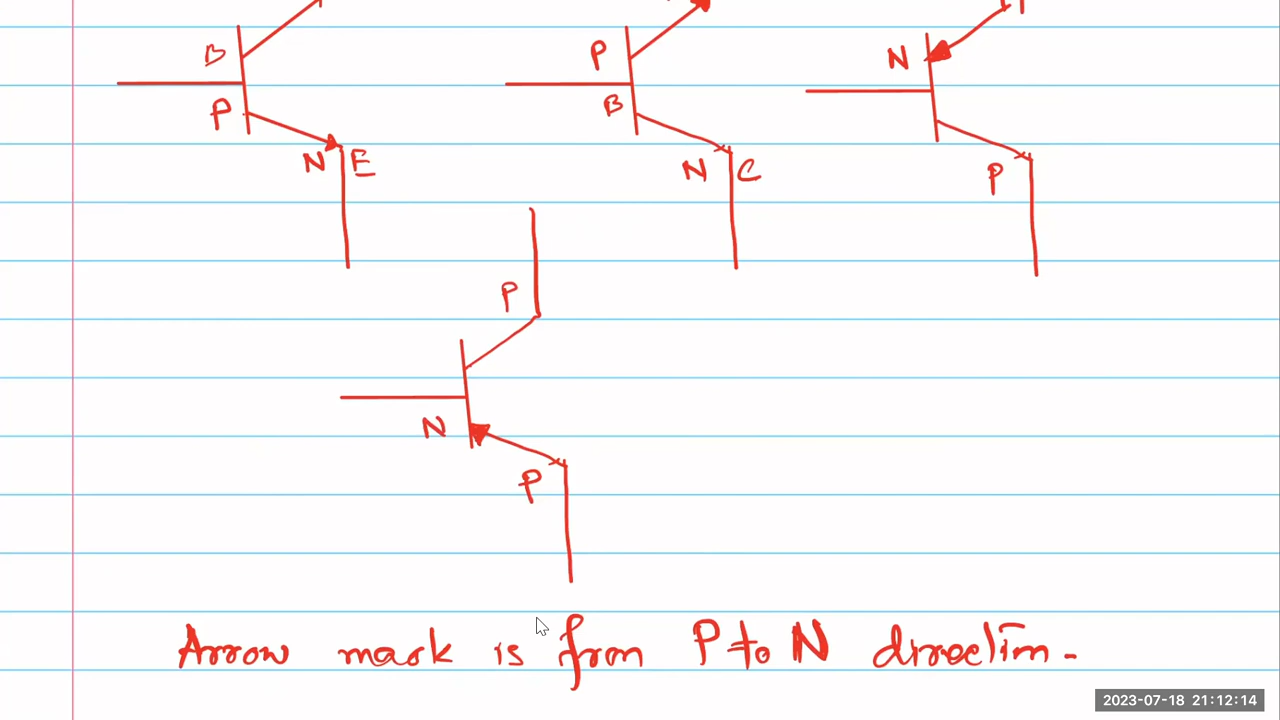 B P N
P P
B
N E N C P
P
N
P
Arrow mark is from P to N direction.
2023-07-18 21:12:14